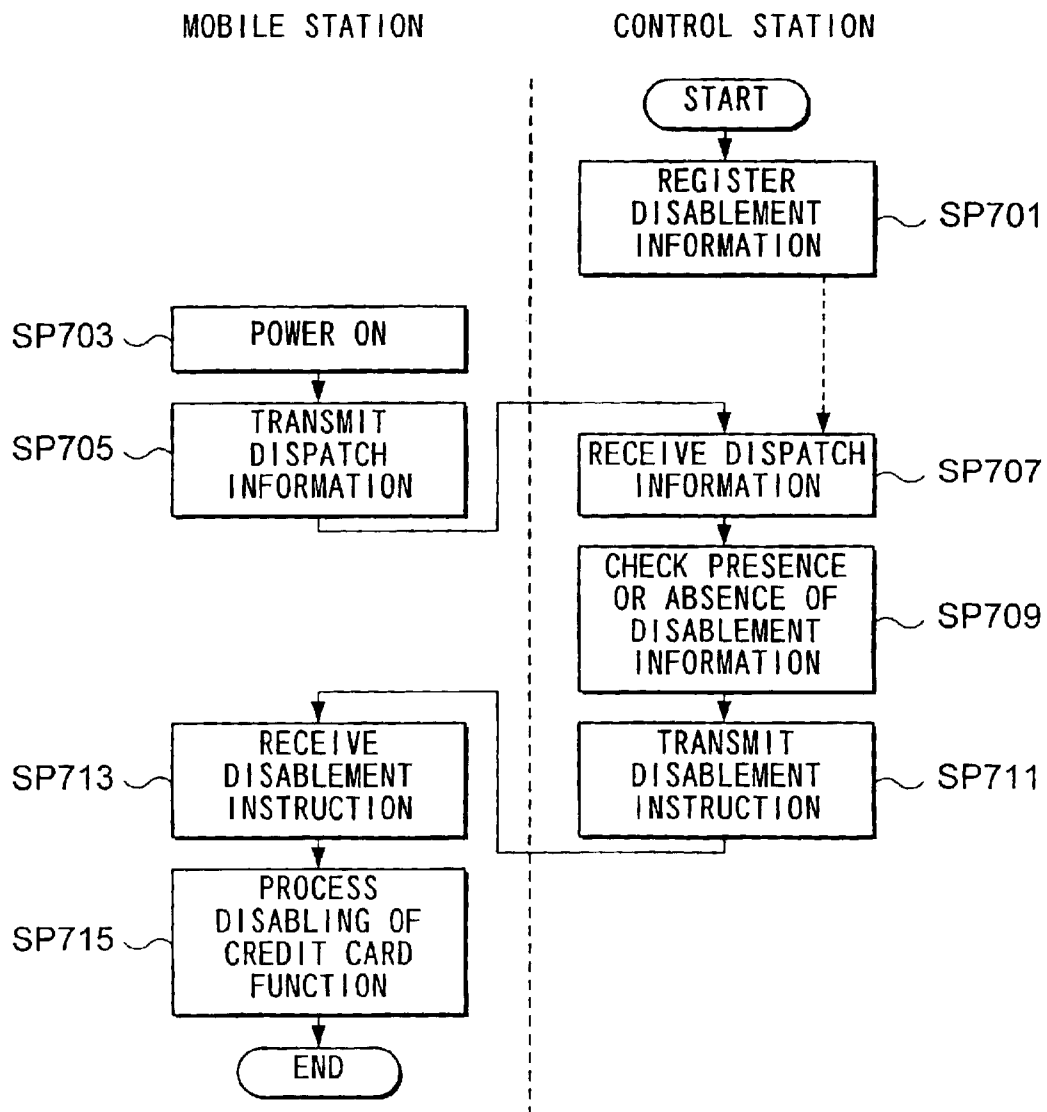 MOBILE STATION
CONTROL STATION
START
REGISTER
DISABLEMENT
INFORMATION
SP701
SP703
POWER ON
SP705
TRANSMIT
DISPATCH
INFORMATION
RECEIVE DISPATCH
INFORMATION
SP707
CHECK PRESENCE
OR ABSENCE OF
DISABLEMENT
INFORMATION
SP709
TRANSMIT
DISABLEMENT
INSTRUCTION
SP711
SP713
RECEIVE
DISABLEMENT
INSTRUCTION
SP715
PROCESS
DISABLING OF
CREDIT CARD
FUNCTION
END